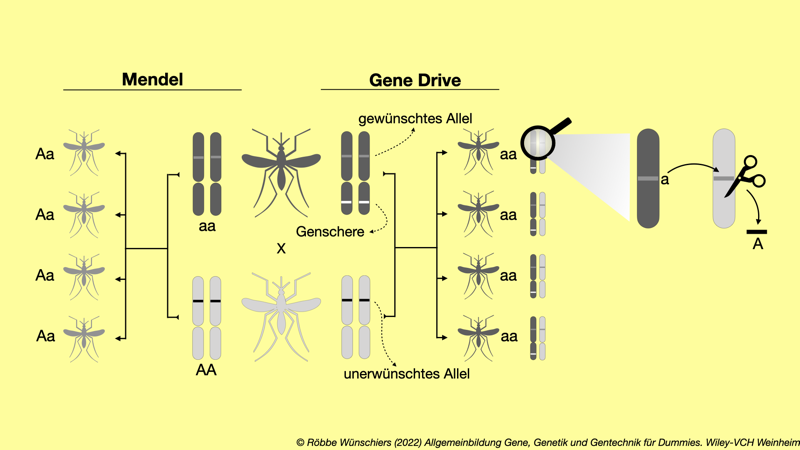 Mendel
Gene Drive
gewünschtes Allel
Aa
aa
a
Aa
aa
Genschere
aa
X
A
Aa
aa
Aa
aa
AA
unerwünschtes Allel
© Röbbe Wünschiers (2022) Allgemeinbildung Gene, Genetik und Gentechnik für Dummies. Wiley-VCH Weinheim